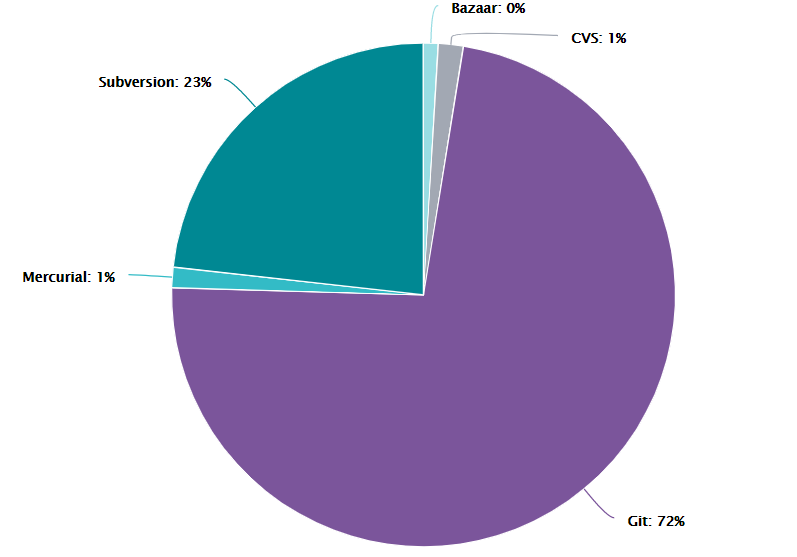 Bazaar: 0%
CVS: 1%
Subversion: 23%
Mercurial: 1%
Git: 72%